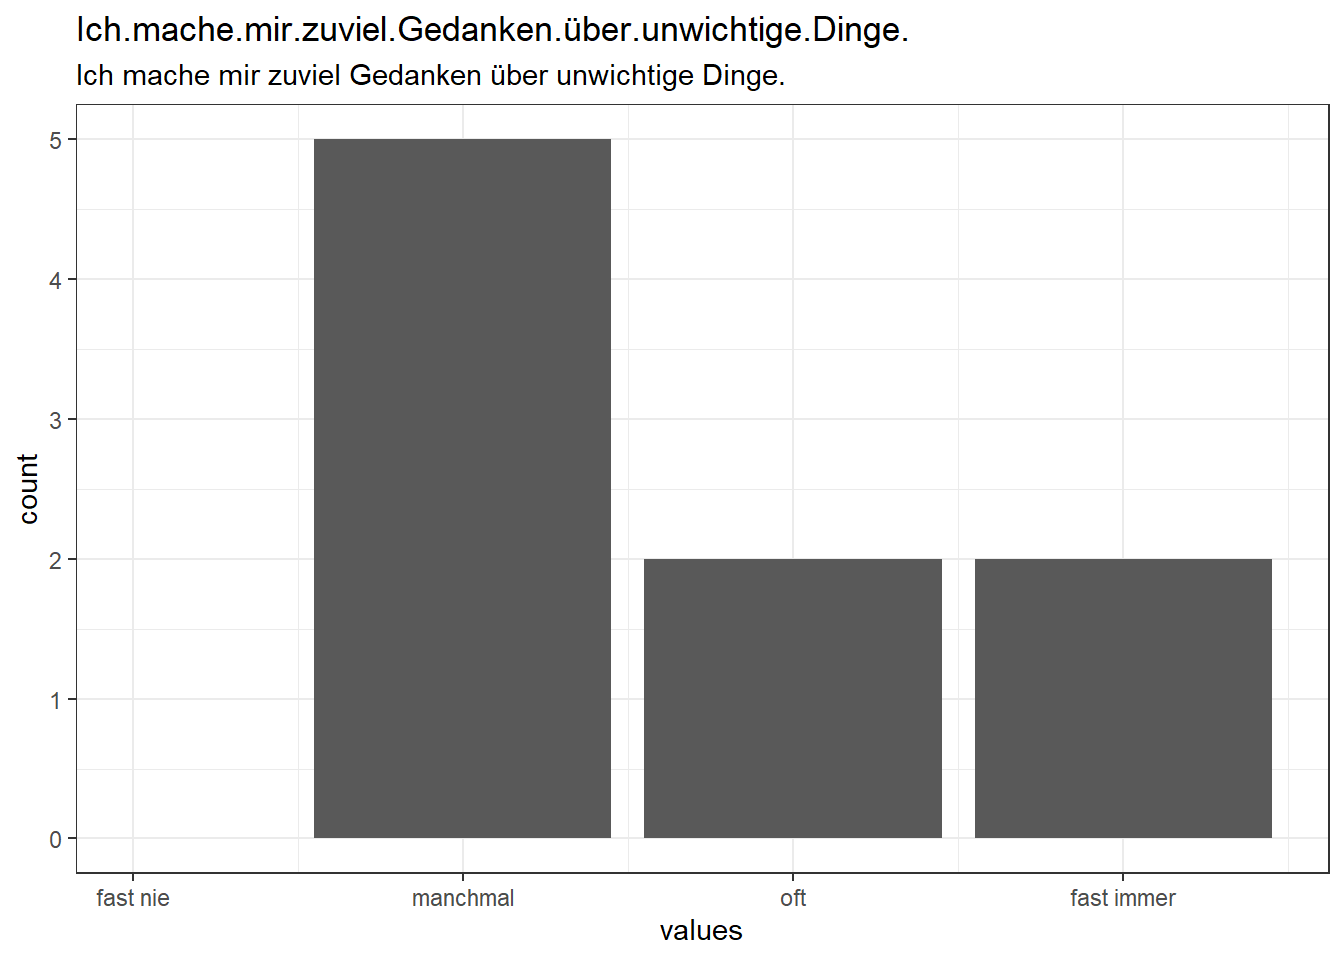 Ich.mache.mir.zuviel.Gedanken.über.unwichtige.Dinge.
Ich mache mir zuviel Gedanken über unwichtige Dinge.
5
4
3
2
1
0
count
fast nie manchmal oft fast immer
values